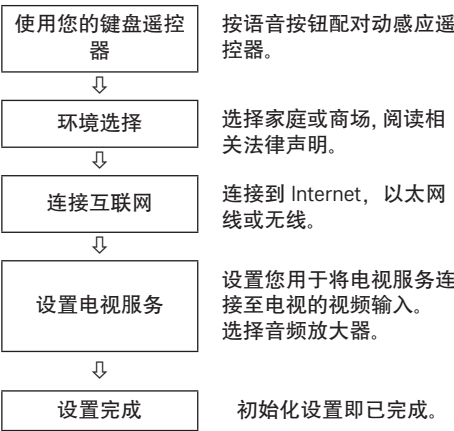 使用您的键盘遥控
器
按语音按钮配对动感应遥
控器。
⇩
环境选择
选择家庭或商场, 阅读相
关法律声明。
⇩
连接互联网
连接到 Internet，以太网
线或无线。
⇩
设置电视服务
设置您用于将电视服务连
接至电视的视频输入。
选择音频放大器。
⇩
设置完成
初始化设置即已完成。